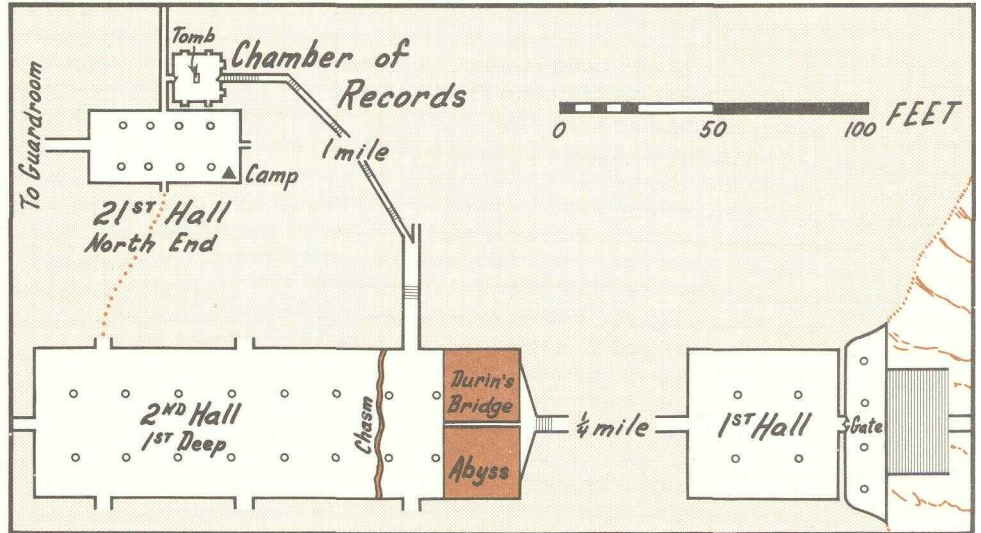 Tomb
Chamber of
Records
0 50 100 FEET
To Guardroom
1 mile
Camp
21ST Hall
North End
2ND Hall
1ST Deep
Chasm
Durin's
Bridge
Abyss
¼ mile
1ST Hall
Gate